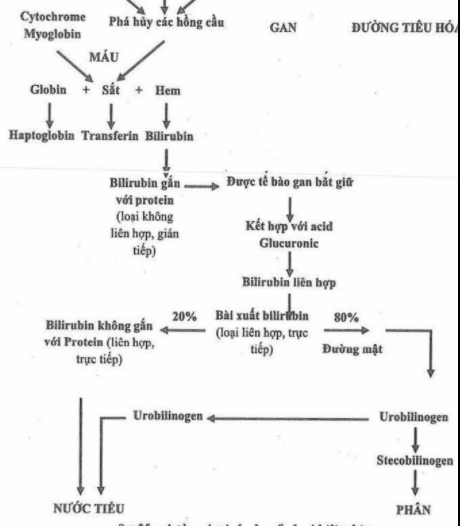 Cytochrome
Myoglobin
Phá hủy các hồng cầu
GAN
ĐƯỜNG TIÊU HÓA
MÁU
Globin + Sắt + Hem
Haptoglobin Transferin Bilirubin
Bilirubin gắn
với protein
(loại không
liên hợp, gián
tiếp)
Được tế bào gan bắt giữ
Kết hợp với acid
Glucuronic
Bilirubin liên hợp
Bilirubin không gắn
với Protein (liên hợp,
trực tiếp)
20%
Bài xuất bilirubin
(loại liên hợp, trực
tiếp)
80%
Đường mật
Urobilinogen
Urobilinogen
Stecobilinogen
NƯỚC TIỂU
PHÂN